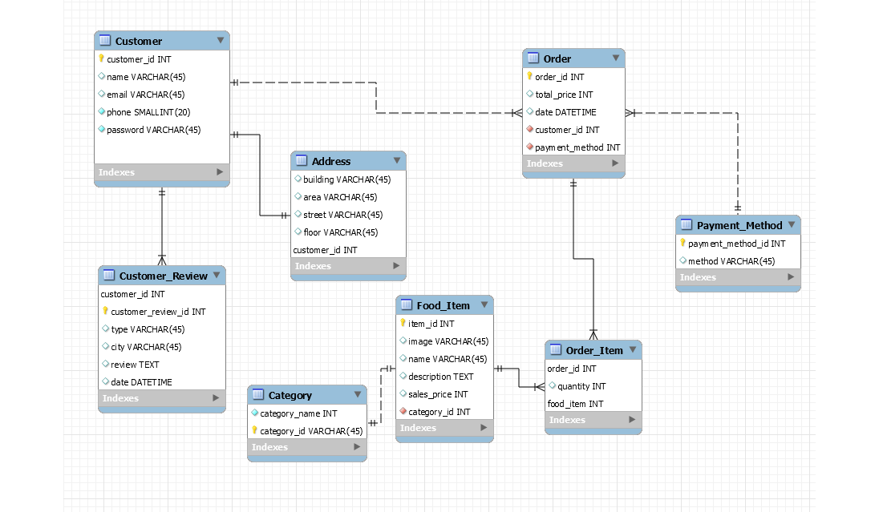 Customer
customer_id INT
name VARCHAR(45)
email VARCHAR(45)
phone SMALLINT(20)
password VARCHAR(45)
Indexes
Order
order_id INT
total_price INT
date DATETIME
customer_id INT
payment_method INT
Indexes
Address
building VARCHAR(45)
area VARCHAR(45)
street VARCHAR(45)
floor VARCHAR(45)
customer_id INT
Indexes
Payment_Method
payment_method_id INT
method VARCHAR(45)
Indexes
Customer_Review
customer_id INT
customer_review_id INT
type VARCHAR(45)
city VARCHAR(45)
review TEXT
date DATETIME
Indexes
Food_Item
item_id INT
image VARCHAR(45)
name VARCHAR(45)
description TEXT
sales_price INT
category_id INT
Indexes
Order_Item
order_id INT
quantity INT
food_item INT
Indexes
Category
category_name INT
category_id VARCHAR(45)
Indexes